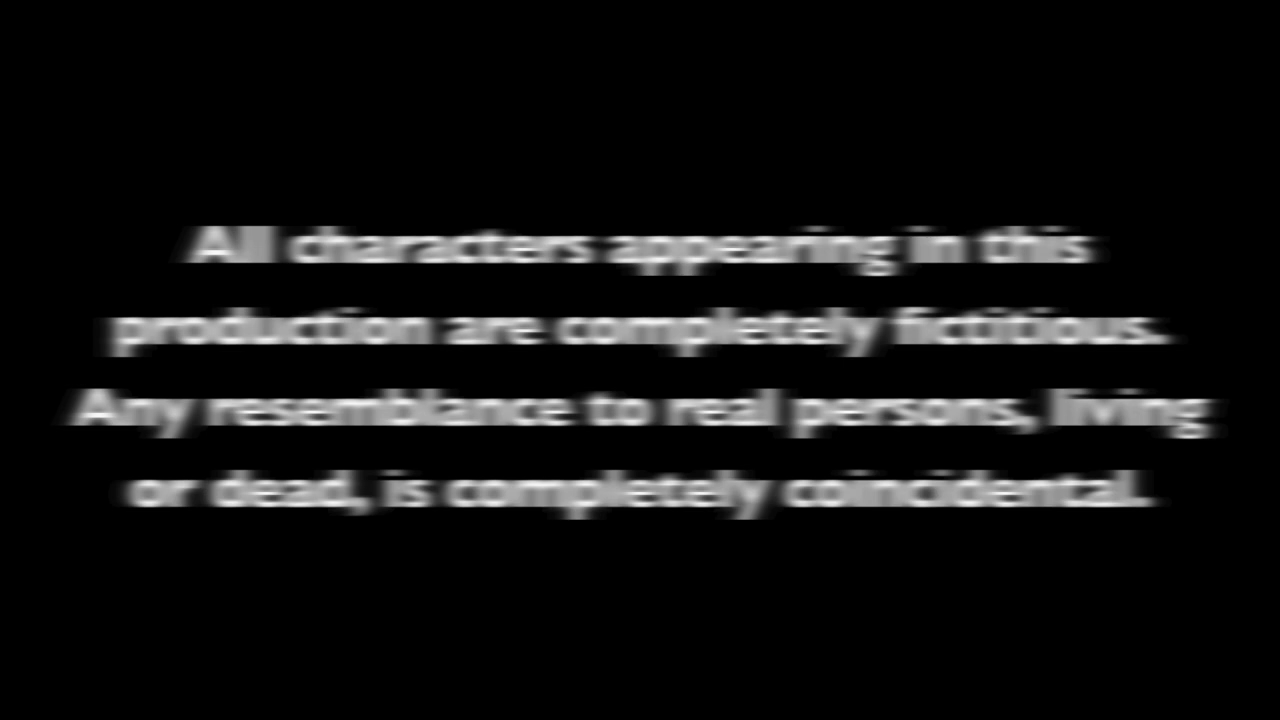 All characters appearing in this
production are completely fictitious.
Any resemblance to real persons, living
or dead, is completely coincidental.